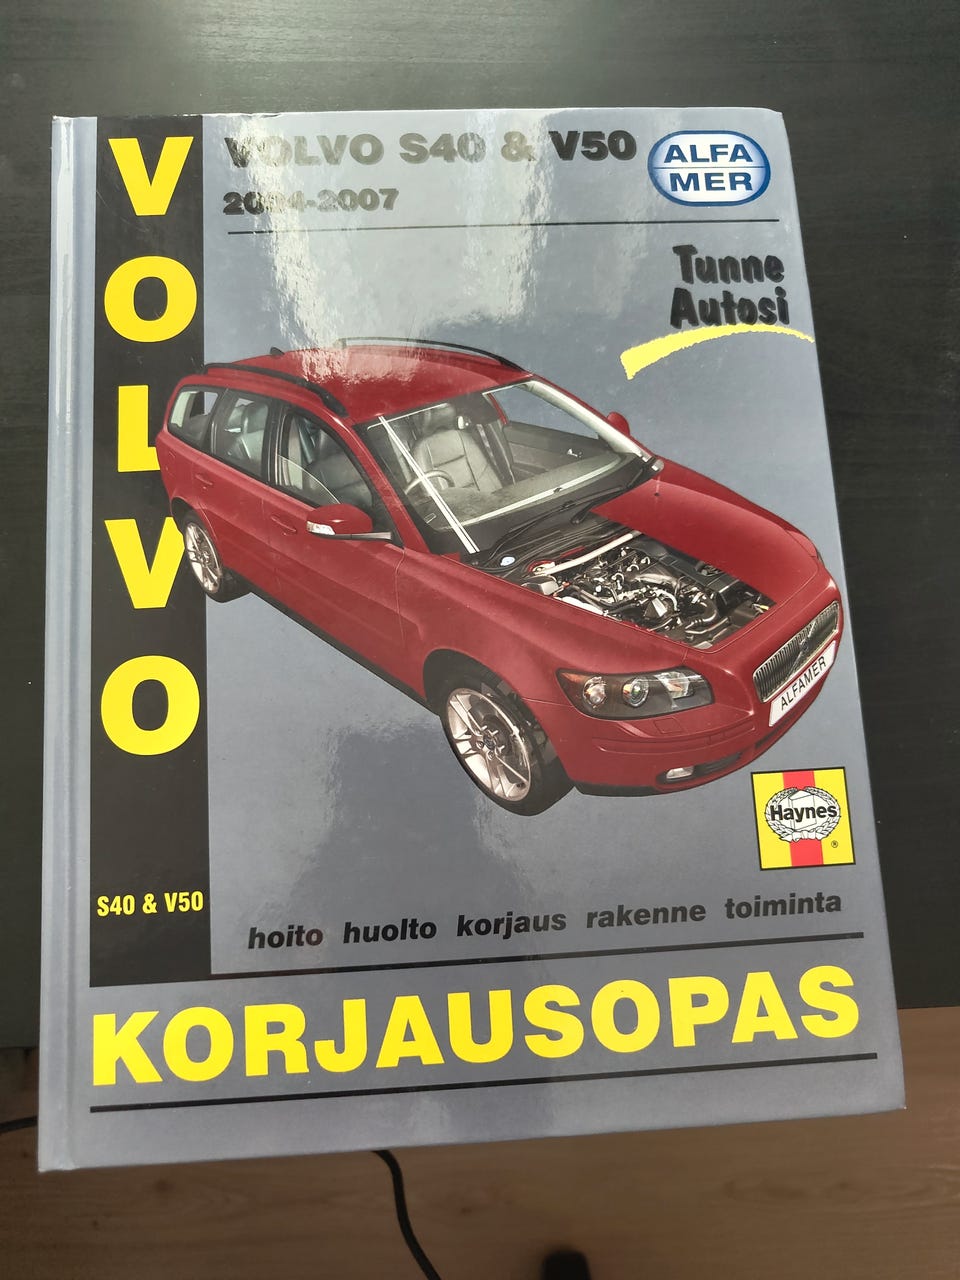 VOLVO
VOLVO S40 & V50
2004-2007
ALFA
MER
Tunne
Autosi
ALFAMER
Haynes
®
S40 & V50
hoito huolto korjaus rakenne toiminta
KORJAUSOPAS